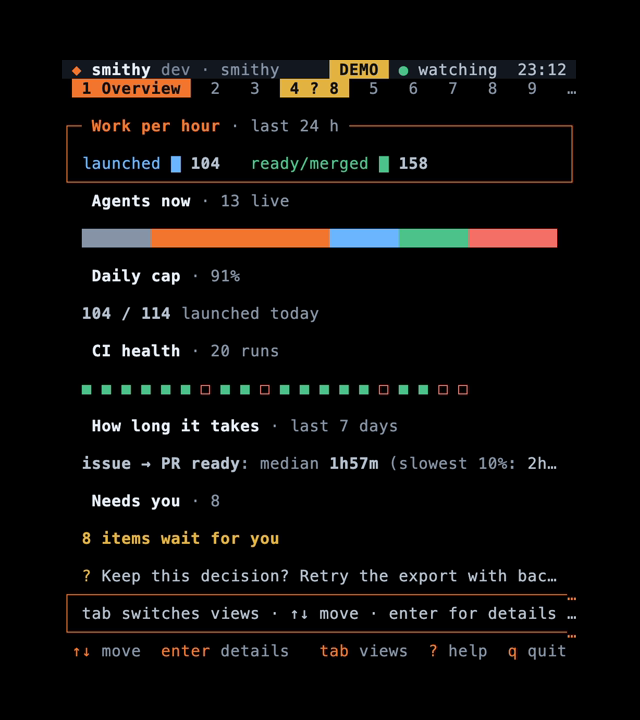 ◆ smithy dev · smithy DEMO ● watching 23:12
1 Overview 2 3 4 ? 8 5 6 7 8 9 …
Work per hour · last 24 h
launched 104 ready/merged 158
Agents now · 13 live
Daily cap · 91%
104 / 114 launched today
CI health · 20 runs
How long it takes · last 7 days
issue → PR ready: median 1h57m (slowest 10%: 2h…
Needs you · 8
8 items wait for you
? Keep this decision? Retry the export with bac…
tab switches views · ↑↓ move · enter for details …
↑↓ move enter details tab views ? help q quit